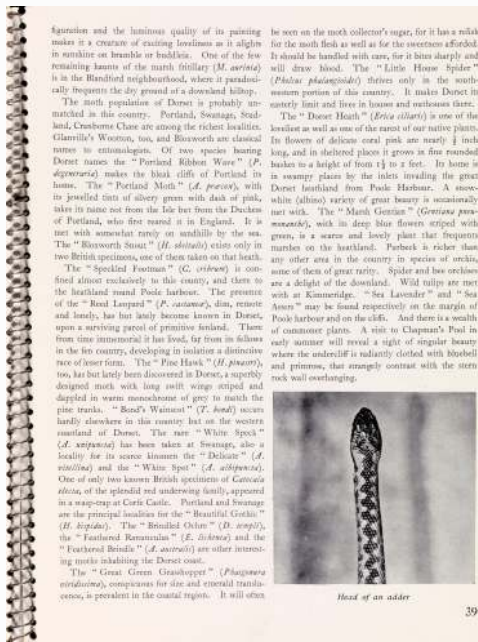 figuration and the luminous quality of its painting
makes it a creature of exciting loveliness as it alights
in sunshine on bramble or buddleia. One of the few
remaining haunts of the marsh fritillary (M. aurinia)
is in the Blandford neighbourhood, where it paradoxi-
cally frequents the dry ground of a downland hilltop.
The moth population of Dorset is probably un-
matched in this country. Portland, Swanage, Stud-
land, Cranborne Chase are among the richest localities.
Glanville's Wootton, too, and Bloxworth are classical
names to entomologists. Of two species bearing
Dorset names the "Portland Ribbon Wave" (P.
degeneraria) makes the bleak cliffs of Portland its
home. The "Portland Moth" (A. præcox), with
its jewelled tints of silvery green with dash of pink,
takes its name not from the Isle but from the Duchess
of Portland, who first reared it in England. It is
met with somewhat rarely on sandhills by the sea.
The "Bloxworth Snout" (H. obsitalis) exists only in
two British specimens, one of them taken on that heath.
The "Speckled Footman" (C. cribrum) is con-
fined almost exclusively to this county, and there to
the heathland round Poole harbour. The presence
of the "Reed Leopard" (P. castaneæ), dim, remote
and lonely, has but lately become known in Dorset,
upon a surviving parcel of primitive fenland. There
from time immemorial it has lived, far from its fellows
in the fen country, developing in isolation a distinctive
race of lesser form. The "Pine Hawk" (H. pinastri),
too, has but lately been discovered in Dorset, a superbly
designed moth with long swift wings striped and
dappled in warm monochrome of grey to match the
pine trunks. "Bond's Wainscot" (T. bondi) occurs
hardly elsewhere in this country but on the western
coastland of Dorset. The rare "White Speck"
(A. unipuncta) has been taken at Swanage, also a
locality for its scarce kinsmen the "Delicate" (A.
vitellina) and the "White Spot" (A. albipuncta).
One of only two known British specimens of Catocala
electa, of the splendid red underwing family, appeared
in a wasp-trap at Corfe Castle. Portland and Swanage
are the principal localities for the "Beautiful Gothic"
(H. hispidus). The "Brindled Ochre" (D. templi),
the "Feathered Ranunculus" (E. lichenea) and the
"Feathered Brindle" (A. australis) are other interest-
ing moths inhabiting the Dorset coast.
The "Great Green Grasshopper" (Phasgonura
viridissima), conspicuous for size and emerald translu-
cence, is prevalent in the coastal region. It will often
be seen on the moth collector's sugar, for it has a relish
for the moth flesh as well as for the sweetness afforded.
It should be handled with care, for it bites sharply and
will draw blood. The "Little House Spider"
(Pholcus phalangioides) thrives only in the south-
western portion of this country. It makes Dorset its
easterly limit and lives in houses and outhouses there.
The "Dorset Heath" (Erica ciliaris) is one of the
loveliest as well as one of the rarest of our native plants.
Its flowers of delicate coral pink are nearly ½ inch
long, and in sheltered places it grows in fine rounded
bushes to a height of from 1½ to 2 feet. Its home is
in swampy places by the inlets invading the great
Dorset heathland from Poole Harbour. A snow-
white (albino) variety of great beauty is occasionally
met with. The "Marsh Gentian" (Gentiana pneu-
monanthe), with its deep blue flowers striped with
green, is a scarce and lovely plant that frequents
marshes on the heathland. Purbeck is richer than
any other area in the country in species of orchis,
some of them of great rarity. Spider and bee orchises
are a delight of the downland. Wild tulips are met
with at Kimmeridge. "Sea Lavender" and "Sea
Asters" may be found respectively on the margin of
Poole harbour and on the cliffs. And there is a wealth
of commoner plants. A visit to Chapman's Pool in
early summer will reveal a sight of singular beauty
where the undercliff is radiantly clothed with bluebell
and primrose, that strangely contrast with the stern
rock wall overhanging.
Head of an adder
39